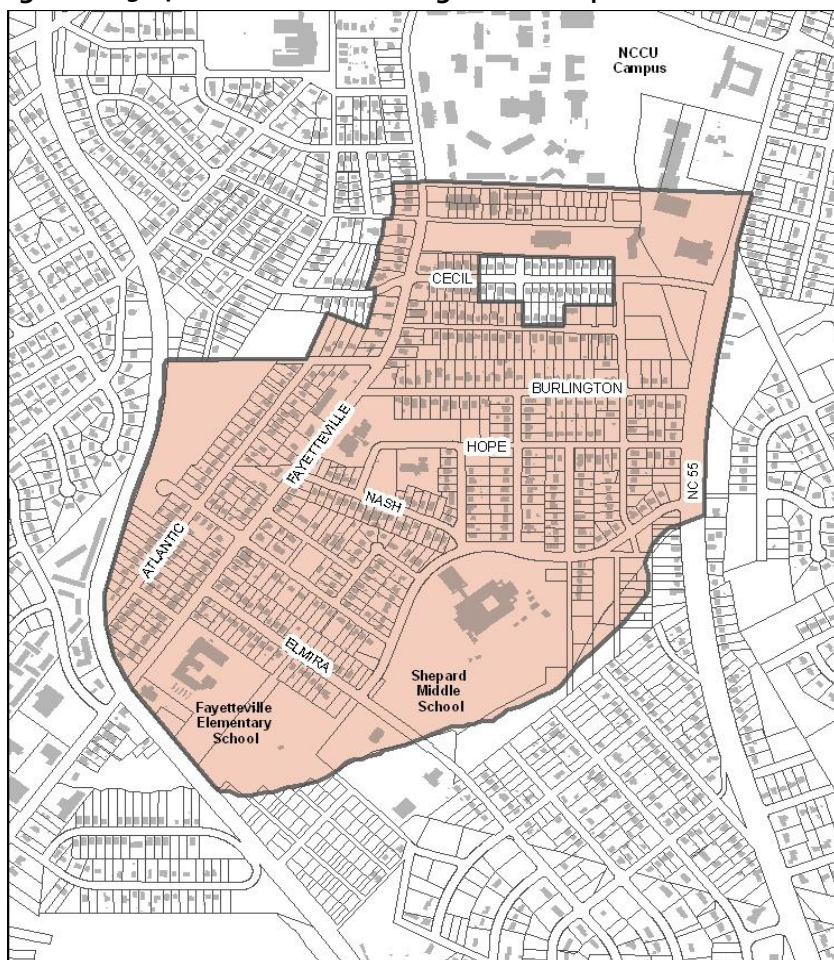 NCCU
Campus
CECIL
BURLINGTON
FAYETTEVILLE
HOPE
NC 55
NASH
ATLANTIC
ELMIRA
Shepard
Middle
School
Fayetteville
Elementary
School